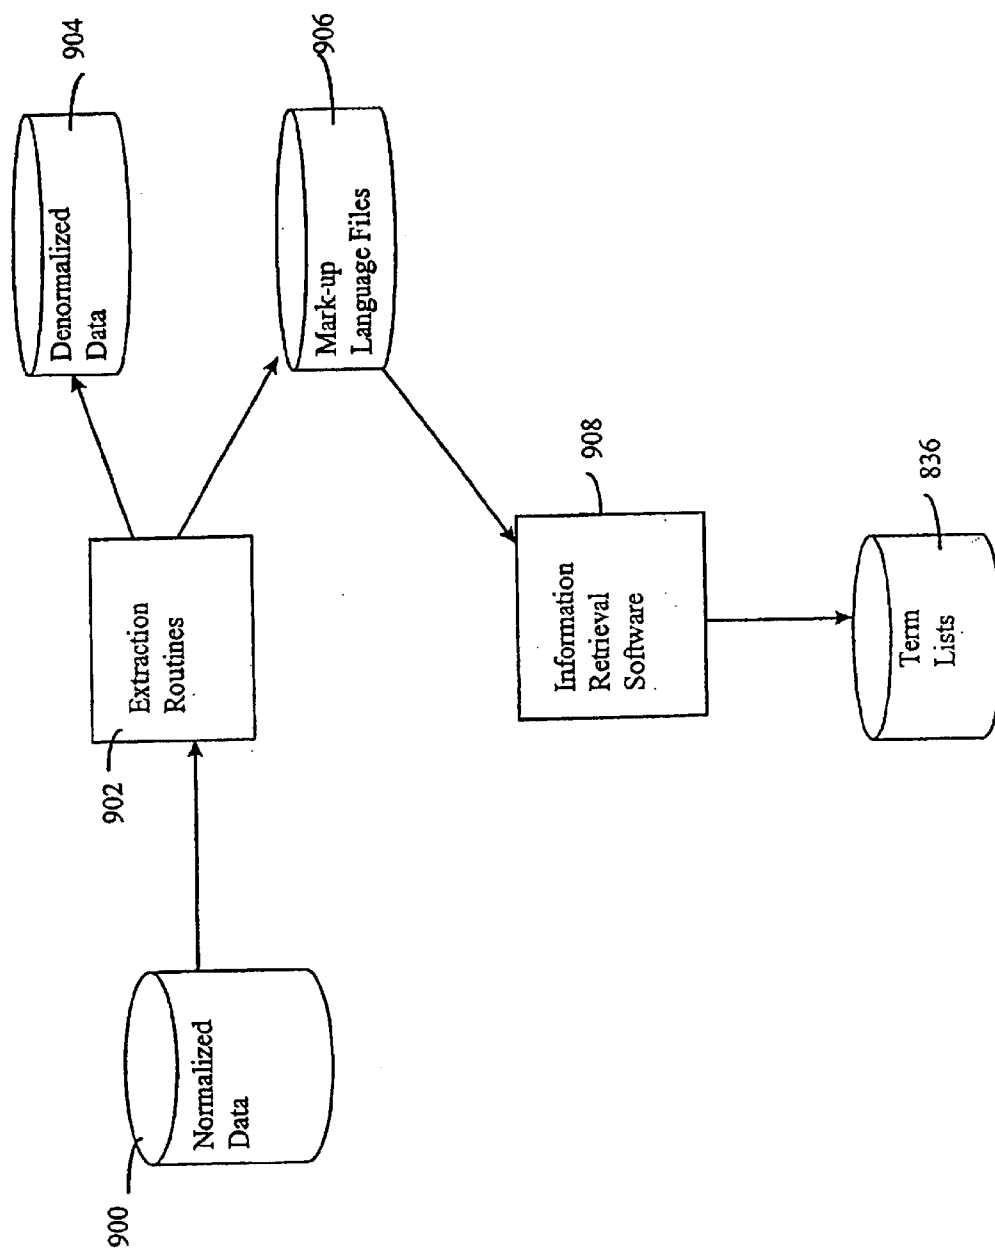 904
Denormalized
Data
906
Mark-up
Language Files
902
Extraction
Routines
908
Information
Retrieval
Software
836
Term
Lists
900
Normalized
Data